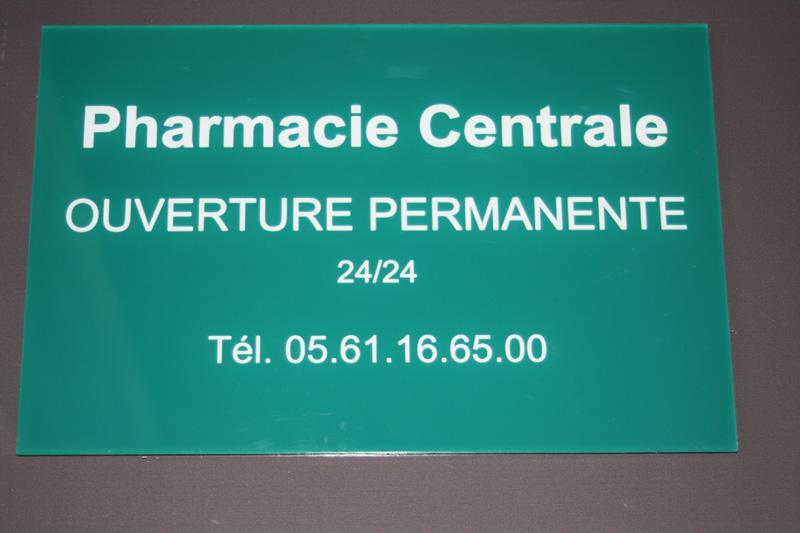 Pharmacie Centrale
OUVERTURE PERMANENTE
24/24
Tél. 05.61.16.65.00